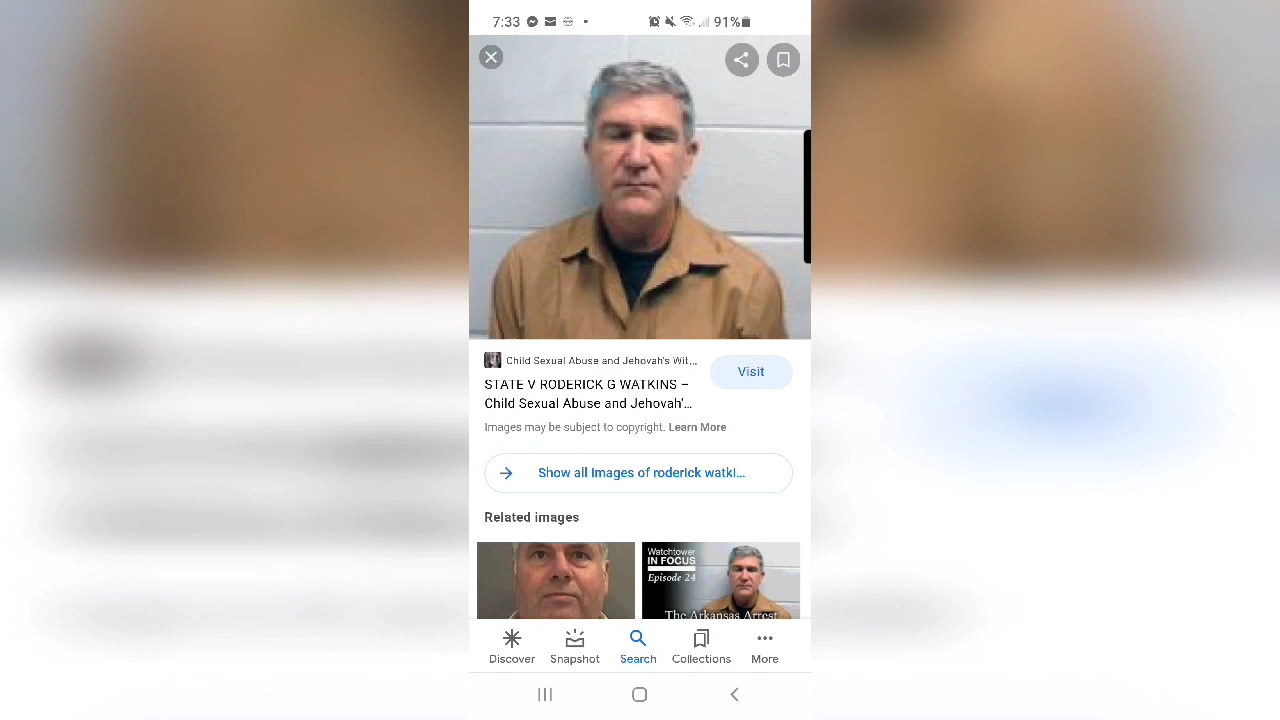 7:33
91%
Child Sexual Abuse and Jehovah's Wit...
Visit
STATE V RODERICK G WATKINS –
Child Sexual Abuse and Jehovah'...
Images may be subject to copyright. Learn More
Show all images of roderick watki...
Related images
Watchtower
IN FOCUS
Episode 24
The Arkansas Arrest
Discover
Snapshot
Search
Collections
More